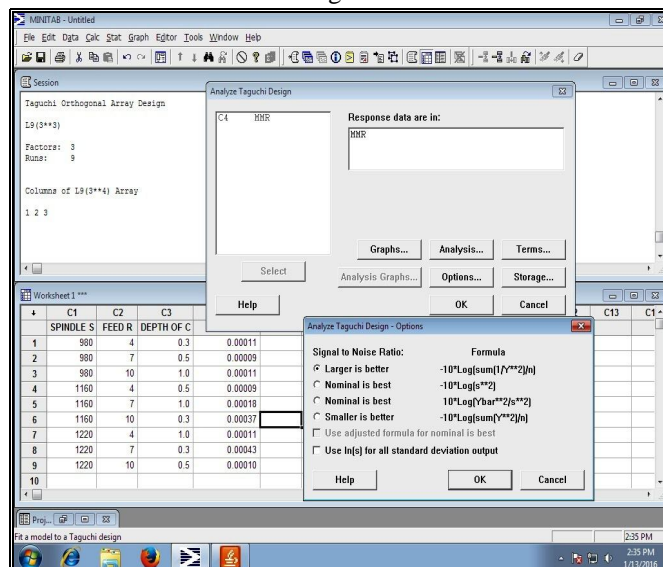 MINITAB - Untitled
File Edit Data Calc Stat Graph Editor Tools Window Help
Session
Taguchi Orthogonal Array Design
L9(3**3)
Factors: 3
Runs: 9
Columns of L9(3**4) Array
1 2 3
Analyze Taguchi Design
C4 MMR
Response data are in:
MMR
Graphs... Analysis... Terms...
Select
Analysis Graphs... Options... Storage...
Help OK Cancel
Worksheet 1 ***
C1 C2 C3 C13 C1
SPINDLE S FEED R DEPTH OF C
1 980 4 0.3 0.00011
2 980 7 0.5 0.00009
3 980 10 1.0 0.00011
4 1160 4 0.5 0.00009
5 1160 7 1.0 0.00018
6 1160 10 0.3 0.00037
7 1220 4 1.0 0.00011
8 1220 7 0.3 0.00043
9 1220 10 0.5 0.00010
10
Analyze Taguchi Design - Options
Signal to Noise Ratio: Formula
Larger is better -10*Log(sum(1/Y**2)/n)
Nominal is best -10*Log(s**2)
Nominal is best 10*Log(Ybar**2/s**2)
Smaller is better -10*Log(sum(Y**2)/n)
Use adjusted formula for nominal is best
Use ln(s) for all standard deviation output
Help OK Cancel
Proj...
Fit a model to a Taguchi design 2:35 PM
2:35 PM
1/13/2016